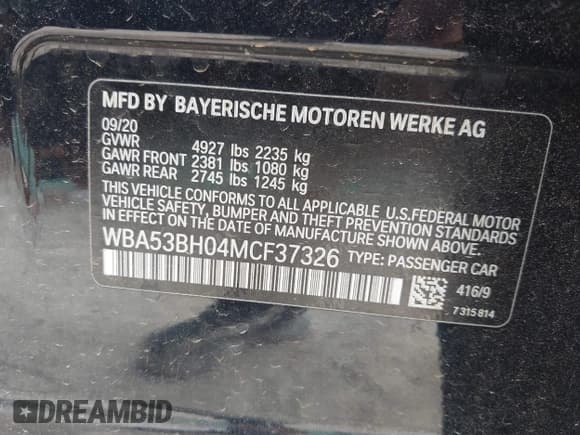 MFD BY BAYERISCHE MOTOREN WERKE AG
09/20
GVWR 4927 lbs 2235 kg
GAWR FRONT 2381 lbs 1080 kg
GAWR REAR 2745 lbs 1245 kg
THIS VEHICLE CONFORMS TO ALL APPLICABLE U.S.FEDERAL MOTOR
VEHICLE SAFETY, BUMPER AND THEFT PREVENTION STANDARDS
IN EFFECT ON THE DATE OF MANUFACTURE SHOWN ABOVE.
WBA53BH04MCF37326 TYPE: PASSENGER CAR
416/9
7315814
DREAMBID